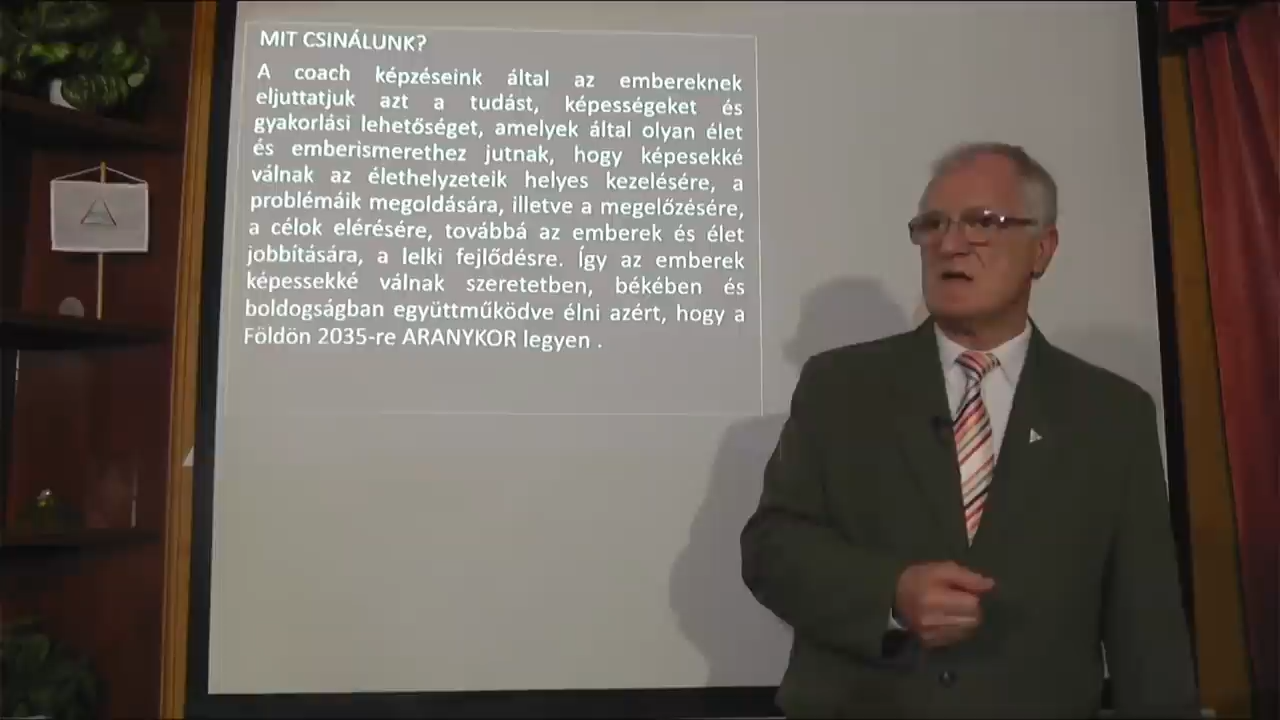 MIT CSINÁLUNK?
A coach képzéseink által az embereknek
eljuttatjuk azt a tudást, képességeket és
gyakorlási lehetőséget, amelyek által olyan élet
és emberismerethez jutnak, hogy képesekké
válnak az élethelyzeteik helyes kezelésére, a
problémáik megoldására, illetve a megelőzésére,
a célok elérésére, továbbá az emberek és élet
jobbítására, a lelki fejlődésre. Így az emberek
képessekké válnak szeretetben, békében és
boldogságban együttműködve élni azért, hogy a
Földön 2035-re ARANYKOR legyen .